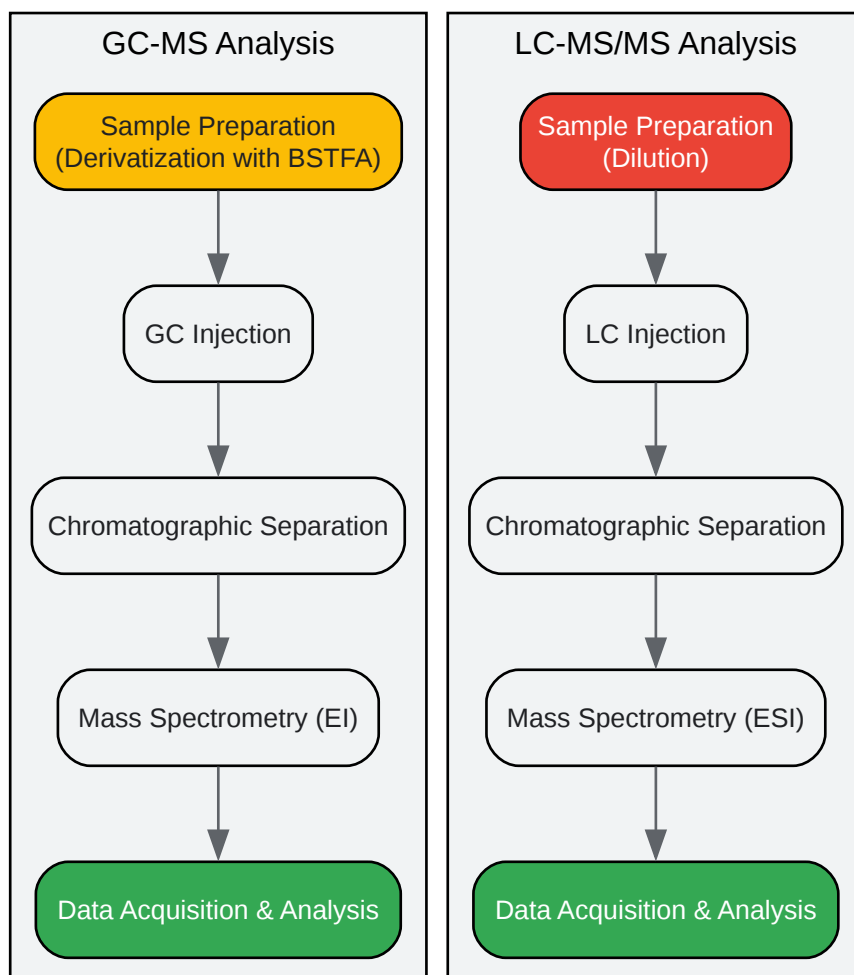 GC-MS Analysis
Sample Preparation
(Derivatization with BSTFA)
GC Injection
Chromatographic Separation
Mass Spectrometry (EI)
Data Acquisition & Analysis
LC-MS/MS Analysis
Sample Preparation
(Dilution)
LC Injection
Chromatographic Separation
Mass Spectrometry (ESI)
Data Acquisition & Analysis